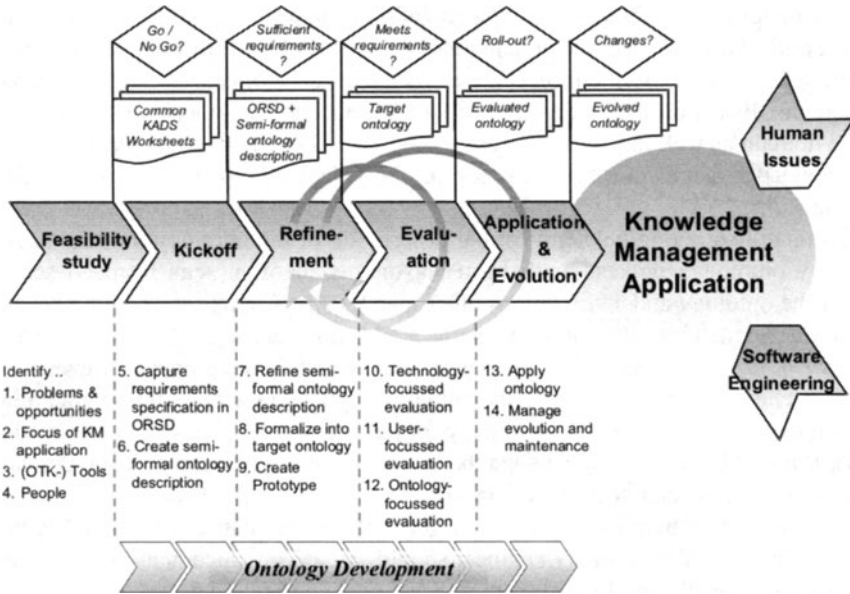 Go /
No Go?
Sufficient
requirements
?
Meets
requirements
?
Roll-out?
Changes?
Common
KADS
Worksheets
ORSD +
Semi-formal
ontology
description
Target
ontology
Evaluated
ontology
Evolved
ontology
Human
Issues
Feasibility
study
Kickoff
Refine-
ment
Evalu-
ation
Application
&
Evolution
Knowledge
Management
Application
Software
Engineering
Identify ..
1. Problems &
opportunities
2. Focus of KM
application
3. (OTK-) Tools
4. People
5. Capture
requirements
specification in
ORSD
6. Create semi-
formal ontology
description
7. Refine semi-
formal ontology
description
8. Formalize into
target ontology
9. Create
Prototype
10. Technology-
focussed
evaluation
11. User-
focussed
evaluation
12. Ontology-
focussed
evaluation
13. Apply
ontology
14. Manage
evolution and
maintenance
Ontology Development